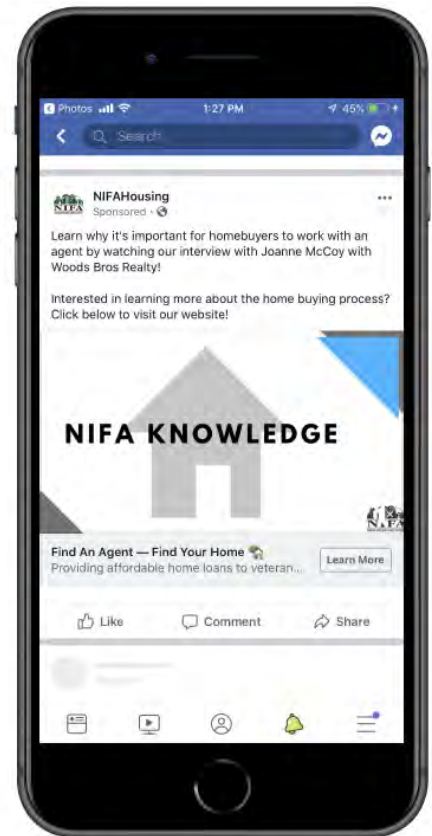 Photos 1:27 PM 45%
Search
NIFA
NIFAHousing
Sponsored ·
Learn why it's important for homebuyers to work with an
agent by watching our interview with Joanne McCoy with
Woods Bros Realty!
Interested in learning more about the home buying process?
Click below to visit our website!
NIFA KNOWLEDGE
NIFA
Find An Agent — Find Your Home
Providing affordable home loans to veteran...
Learn More
Like Comment Share